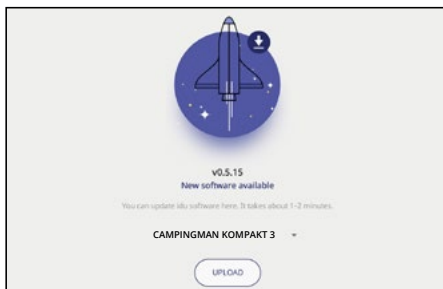 v0.5.15
New software available
You can update idu software here. It takes about 1-2 minutes.
CAMPINGMAN KOMPAKT 3
UPLOAD